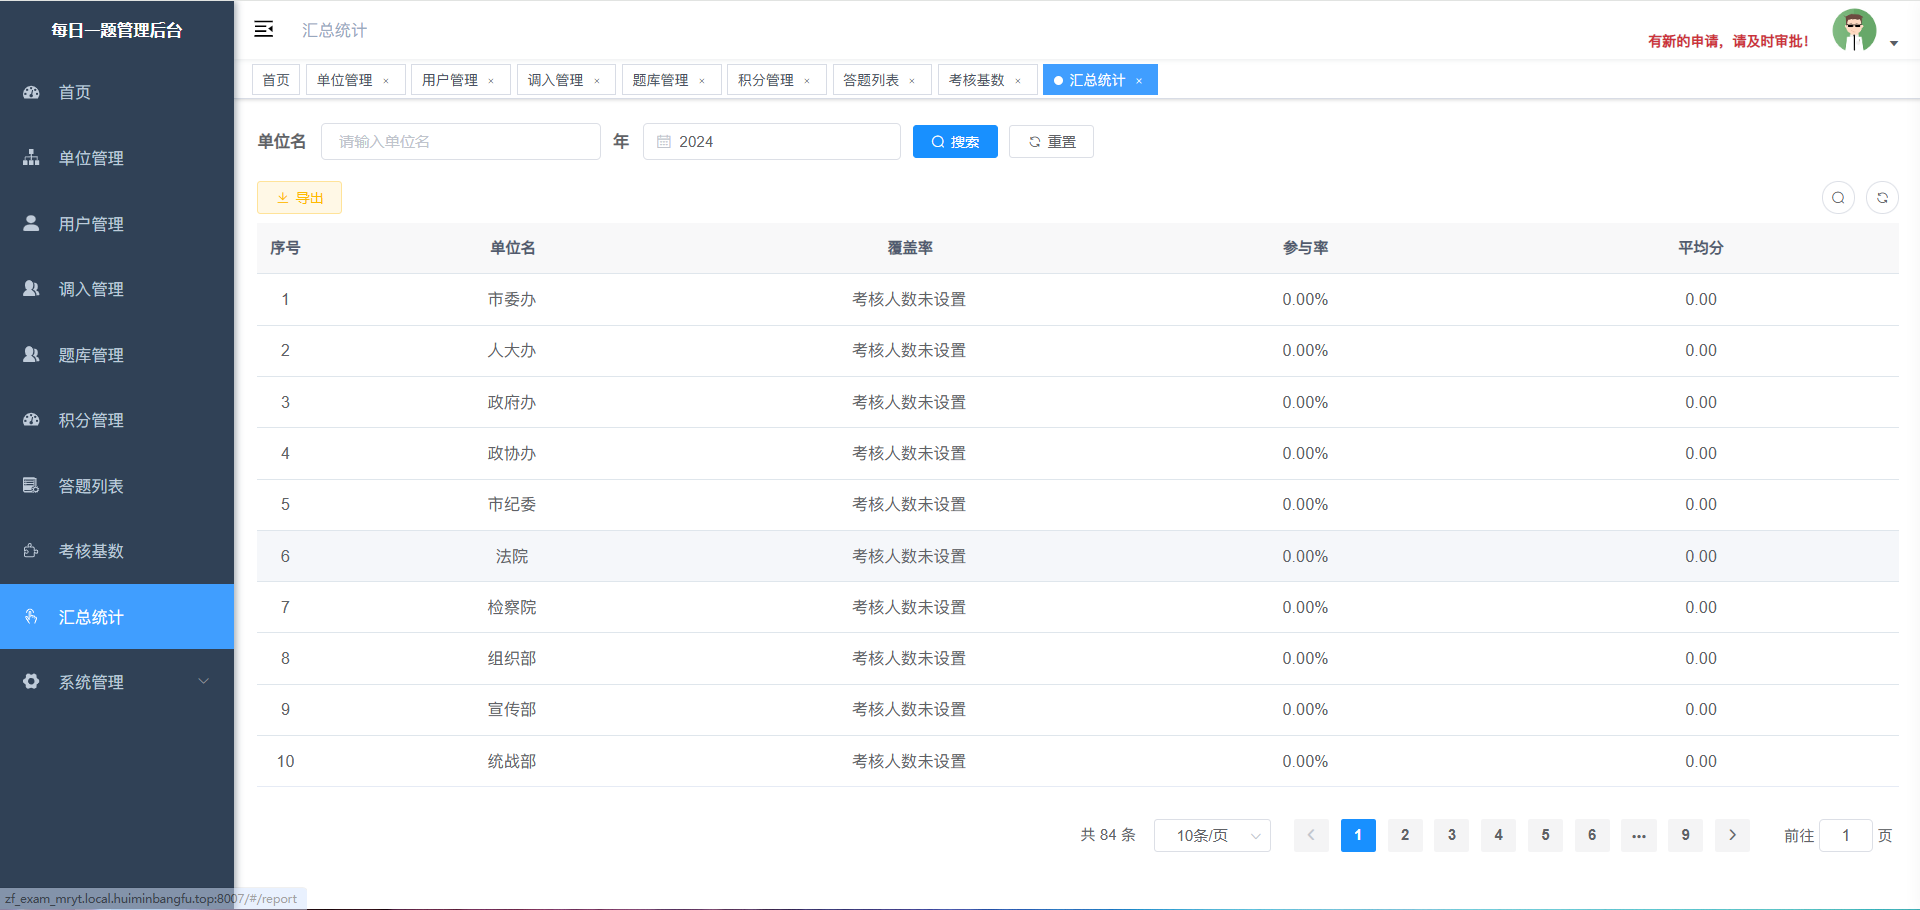 每日一题管理后台
首页
单位管理
用户管理
调入管理
题库管理
积分管理
答题列表
考核基数
汇总统计
系统管理
汇总统计
有新的申请，请及时审批！
首页 单位管理 × 用户管理 × 调入管理 × 题库管理 × 积分管理 × 答题列表 × 考核基数 × 汇总统计 ×
单位名 请输入单位名 年 2024 搜索 重置
导出
序号 单位名 覆盖率 参与率 平均分
1 市委办 考核人数未设置 0.00% 0.00
2 人大办 考核人数未设置 0.00% 0.00
3 政府办 考核人数未设置 0.00% 0.00
4 政协办 考核人数未设置 0.00% 0.00
5 市纪委 考核人数未设置 0.00% 0.00
6 法院 考核人数未设置 0.00% 0.00
7 检察院 考核人数未设置 0.00% 0.00
8 组织部 考核人数未设置 0.00% 0.00
9 宣传部 考核人数未设置 0.00% 0.00
10 统战部 考核人数未设置 0.00% 0.00
共 84 条 10条/页 1 2 3 4 5 6 ••• 9 前往 1 页
zf_exam_mryt.local.huiminbangfu.top:8007/#/report